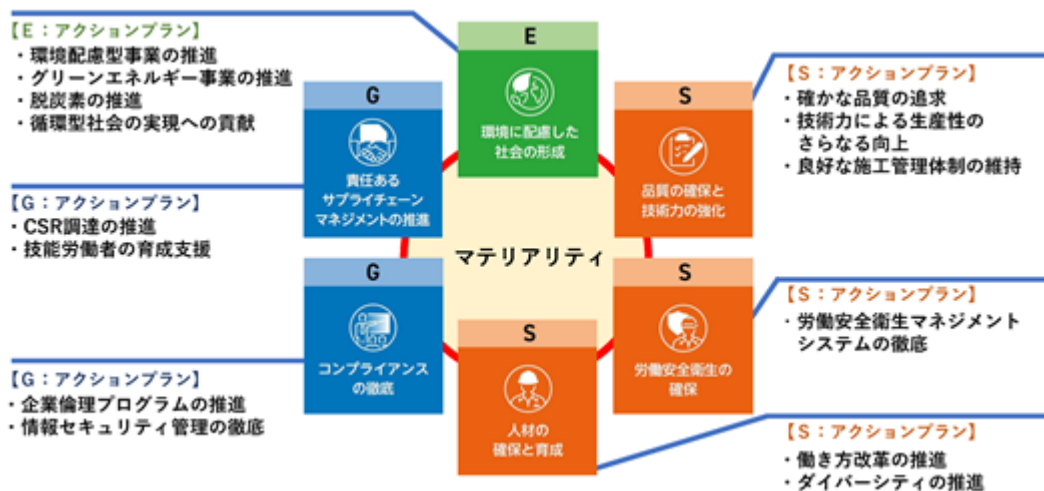 【E：アクションプラン】
・環境配慮型事業の推進
・グリーンエネルギー事業の推進
・脱炭素の推進
・循環型社会の実現への貢献
E
環境に配慮した
社会の形成
【S：アクションプラン】
・確かな品質の追求
・技術力による生産性の
さらなる向上
・良好な施工管理体制の維持
G
責任ある
サプライチェーン
マネジメントの推進
S
品質の確保と
技術力の強化
【G：アクションプラン】
・CSR調達の推進
・技能労働者の育成支援
マテリアリティ
G
コンプライアンス
の徹底
S
労働安全衛生の
確保
【S：アクションプラン】
・労働安全衛生マネジメント
システムの徹底
S
人材の
確保と育成
【G：アクションプラン】
・企業倫理プログラムの推進
・情報セキュリティ管理の徹底
【S：アクションプラン】
・働き方改革の推進
・ダイバーシティの推進